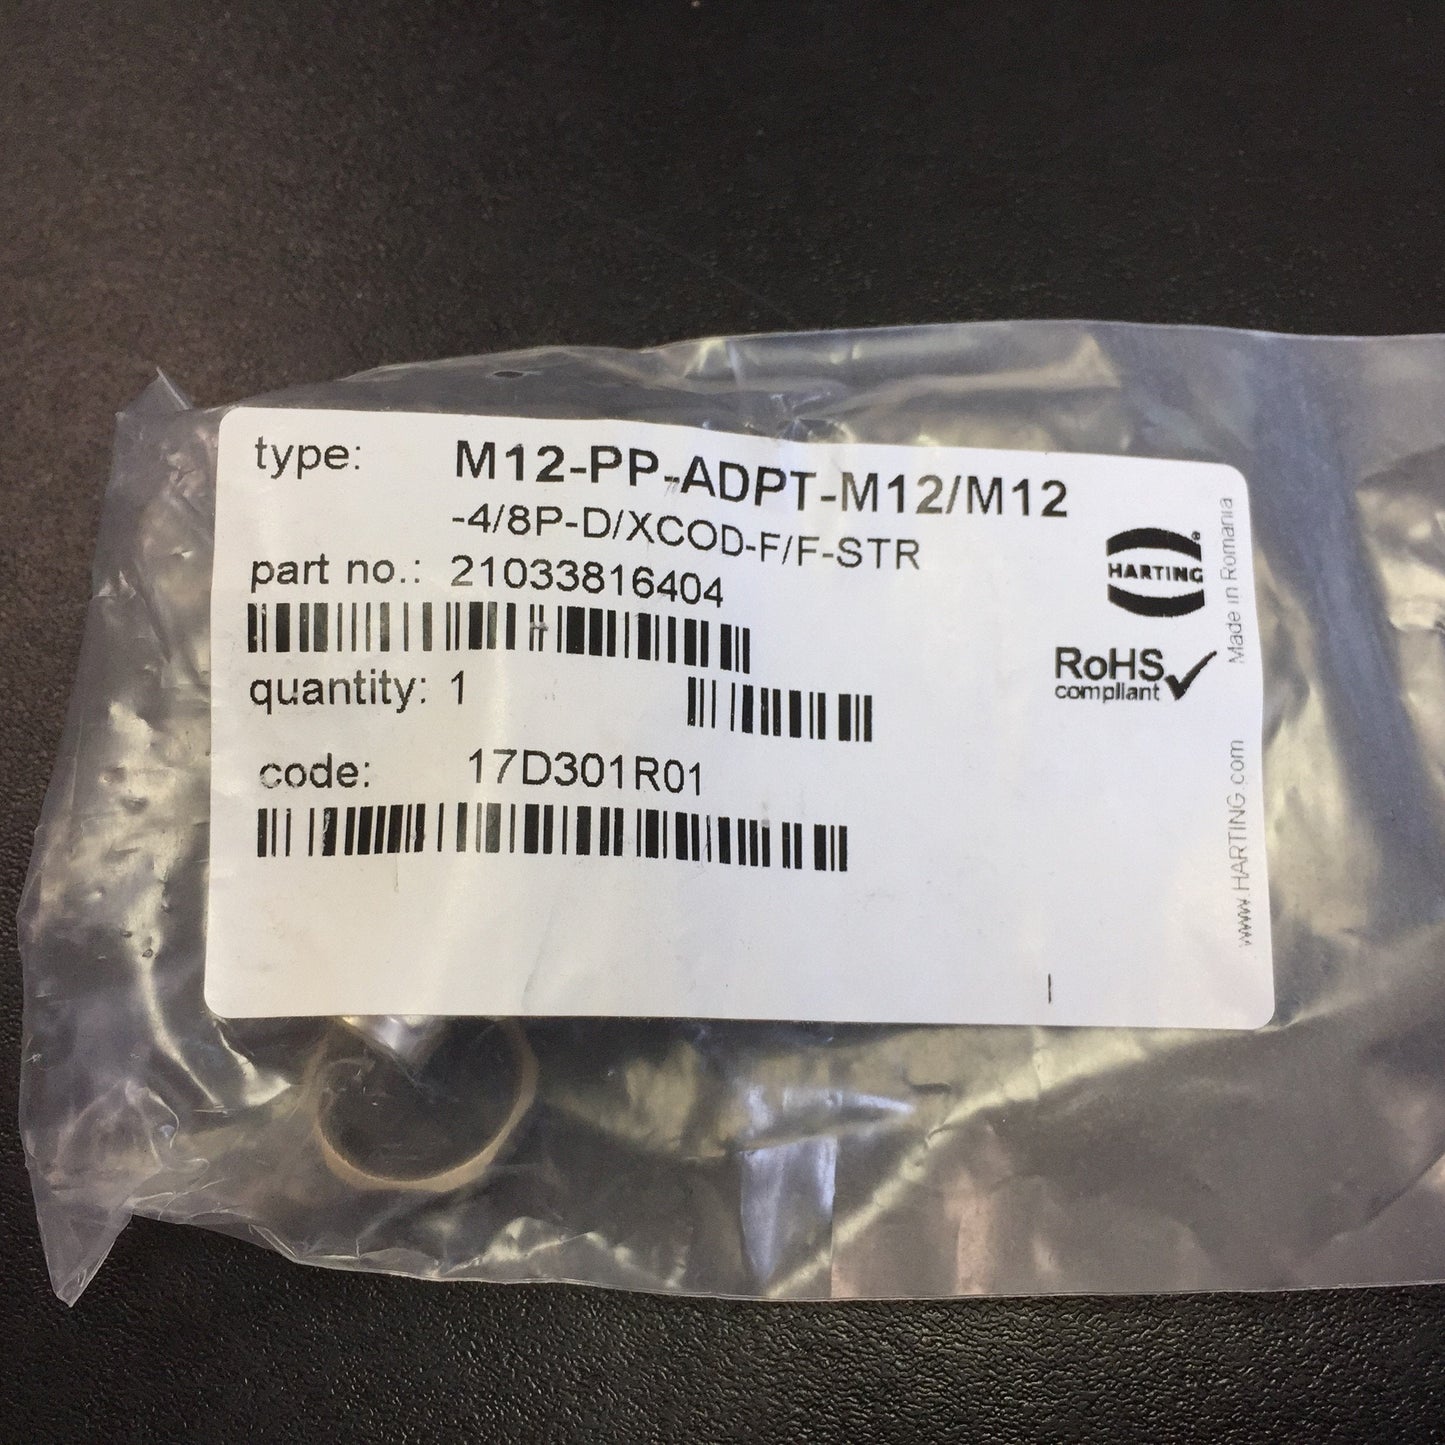 type: M12-PP-ADPT-M12/M12
-4/8P-D/XCOD-F/F-STR
part no.: 21033816404
quantity: 1
code: 17D301R01
HARTING
RoHS
compliant
Made in Romania
www.HARTING.com